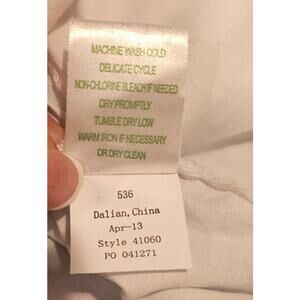 MACHINE WASH COLD
DELICATE CYCLE
NON-CHLORINE BLEACH IF NEEDED
DRY PROMPTLY
TUMBLE DRY LOW
WARM IRON IF NECESSARY
OR DRY CLEAN
536
Dalian, China
Apr-13
Style 41060
PO 041271